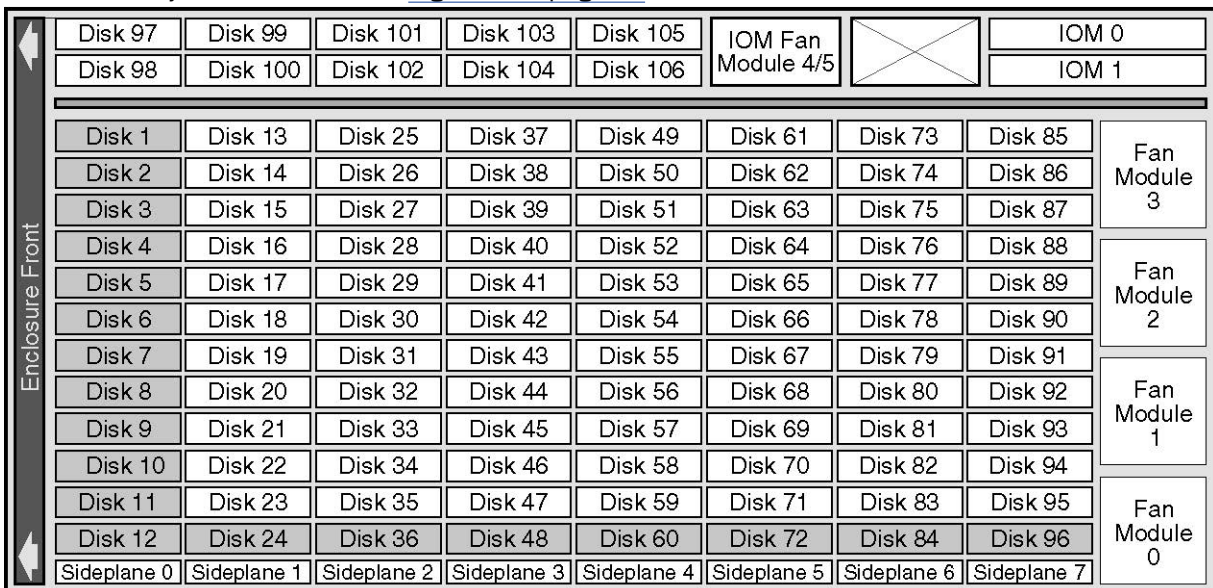 Disk 97 Disk 99 Disk 101 Disk 103 Disk 105 IOM Fan Module 4/5 IOM 0
Disk 98 Disk 100 Disk 102 Disk 104 Disk 106 IOM 1
Enclosure Front
Disk 1 Disk 13 Disk 25 Disk 37 Disk 49 Disk 61 Disk 73 Disk 85
Disk 2 Disk 14 Disk 26 Disk 38 Disk 50 Disk 62 Disk 74 Disk 86
Disk 3 Disk 15 Disk 27 Disk 39 Disk 51 Disk 63 Disk 75 Disk 87
Disk 4 Disk 16 Disk 28 Disk 40 Disk 52 Disk 64 Disk 76 Disk 88
Disk 5 Disk 17 Disk 29 Disk 41 Disk 53 Disk 65 Disk 77 Disk 89
Disk 6 Disk 18 Disk 30 Disk 42 Disk 54 Disk 66 Disk 78 Disk 90
Disk 7 Disk 19 Disk 31 Disk 43 Disk 55 Disk 67 Disk 79 Disk 91
Disk 8 Disk 20 Disk 32 Disk 44 Disk 56 Disk 68 Disk 80 Disk 92
Disk 9 Disk 21 Disk 33 Disk 45 Disk 57 Disk 69 Disk 81 Disk 93
Disk 10 Disk 22 Disk 34 Disk 46 Disk 58 Disk 70 Disk 82 Disk 94
Disk 11 Disk 23 Disk 35 Disk 47 Disk 59 Disk 71 Disk 83 Disk 95
Disk 12 Disk 24 Disk 36 Disk 48 Disk 60 Disk 72 Disk 84 Disk 96
Sideplane 0 Sideplane 1 Sideplane 2 Sideplane 3 Sideplane 4 Sideplane 5 Sideplane 6 Sideplane 7
Fan
Module
3
Fan
Module
2
Fan
Module
1
Fan
Module
0